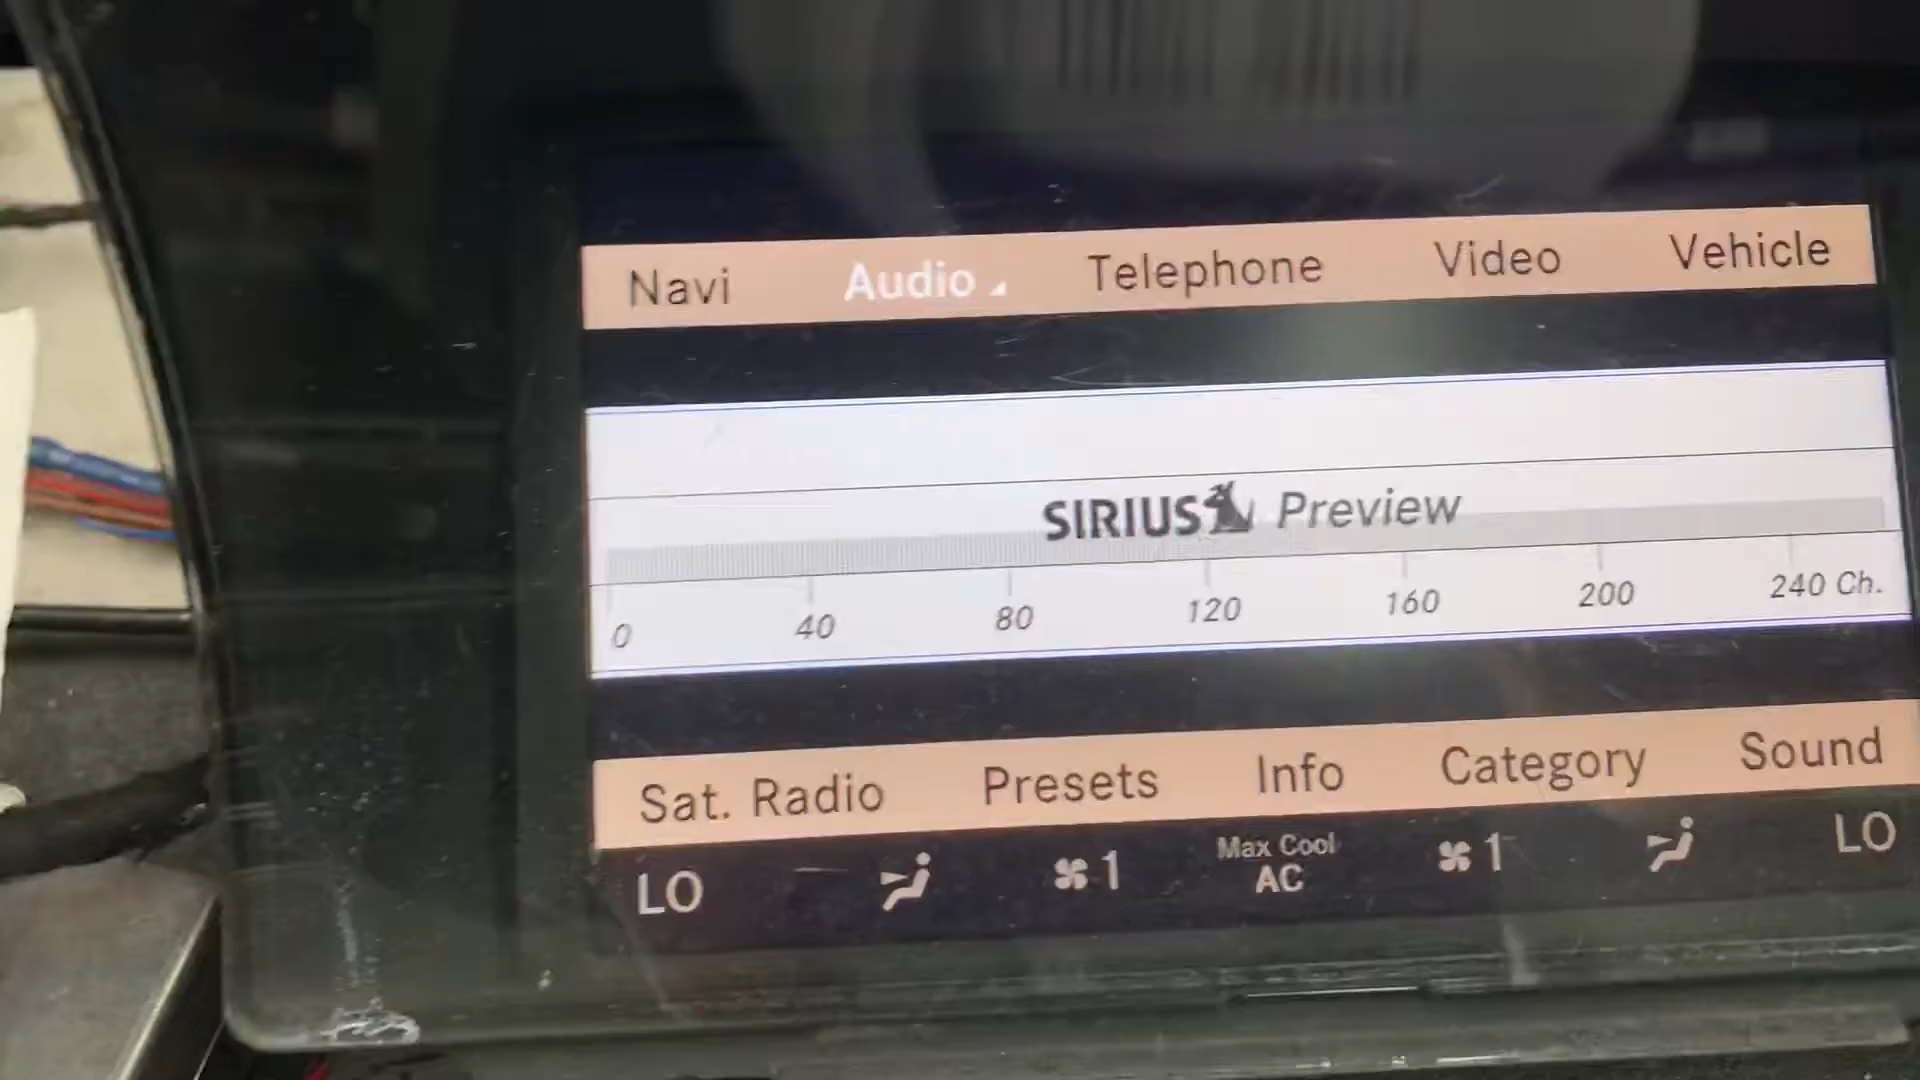 Navi Audio Telephone Video Vehicle
SIRIUS Preview
0 40 80 120 160 200 240 Ch.
Sat. Radio Presets Info Category Sound
LO 1 Max Cool AC 1 LO